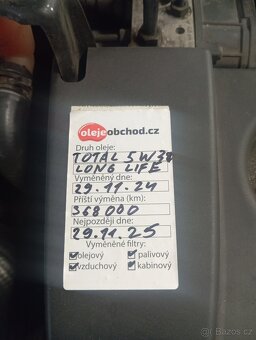 olejeobchod.cz
Druh oleje:
TOTAL 5W30
LONG LIFE
Vyměněný dne:
29.11.24
Příští výměna (km):
368 000
Nejpozději dne:
29.11.25
Vyměněné filtry:
olejový palivový
vzduchový kabinový
bazos.cz